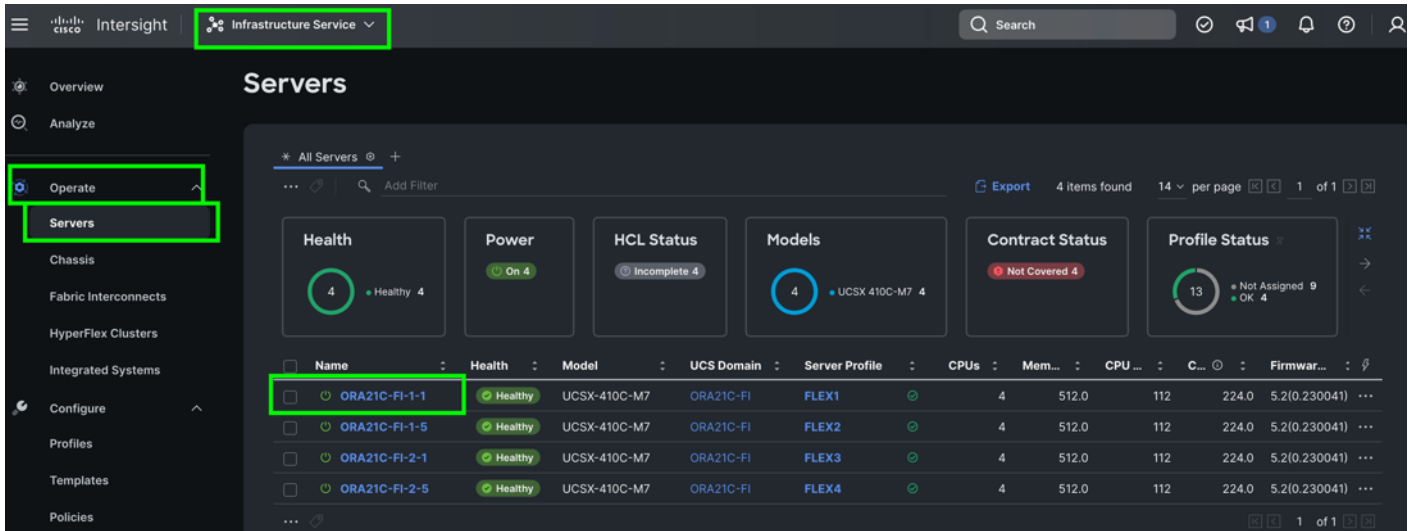 cisco Intersight Infrastructure Service Search 1
Overview
Analyze
Operate
Servers
Chassis
Fabric Interconnects
HyperFlex Clusters
Integrated Systems
Configure
Profiles
Templates
Policies
Servers
All Servers +
... Add Filter Export 4 items found 14 per page 1 of 1
Health Power HCL Status Models Contract Status Profile Status
4 Healthy 4 On 4 Incomplete 4 4 UCSX 410C-M7 4 Not Covered 4 13 Not Assigned 9
OK 4
Name Health Model UCS Domain Server Profile CPUs Mem... CPU ... C... Firmwar...
ORA21C-FI-1-1 Healthy UCSX-410C-M7 ORA21C-FI FLEX1 4 512.0 112 224.0 5.2(0.230041) ...
ORA21C-FI-1-5 Healthy UCSX-410C-M7 ORA21C-FI FLEX2 4 512.0 112 224.0 5.2(0.230041) ...
ORA21C-FI-2-1 Healthy UCSX-410C-M7 ORA21C-FI FLEX3 4 512.0 112 224.0 5.2(0.230041) ...
ORA21C-FI-2-5 Healthy UCSX-410C-M7 ORA21C-FI FLEX4 4 512.0 112 224.0 5.2(0.230041) ...
... 1 of 1